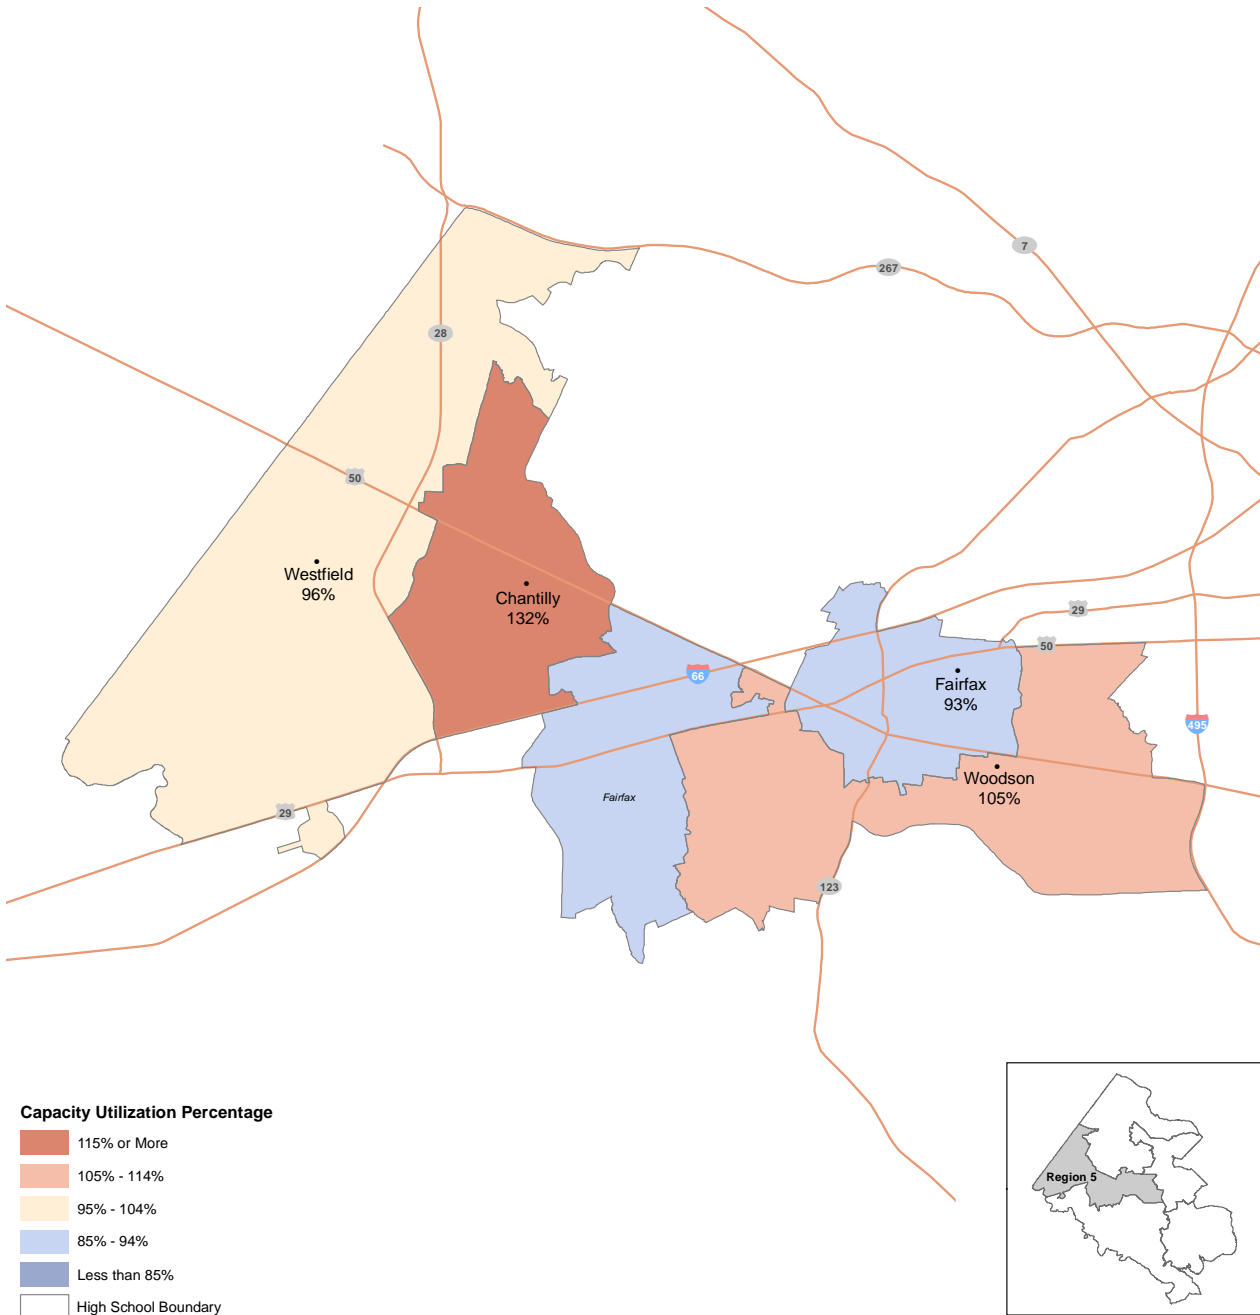 7
267
28
50
Westfield
96%
Chantilly
132%
29
50
66
Fairfax
93%
495
Woodson
105%
Fairfax
29
123
Capacity Utilization Percentage
115% or More
105% - 114%
95% - 104%
85% - 94%
Less than 85%
High School Boundary
Region 5